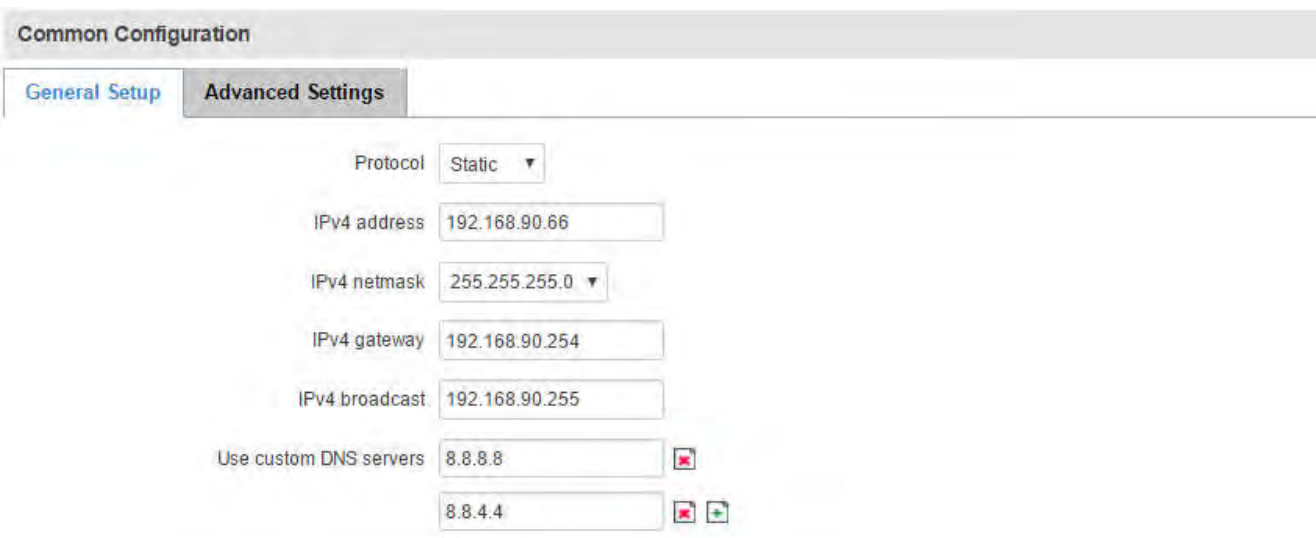 Common Configuration
General Setup Advanced Settings
Protocol Static
IPv4 address 192.168.90.66
IPv4 netmask 255.255.255.0
IPv4 gateway 192.168.90.254
IPv4 broadcast 192.168.90.255
Use custom DNS servers 8.8.8.8
8.8.4.4